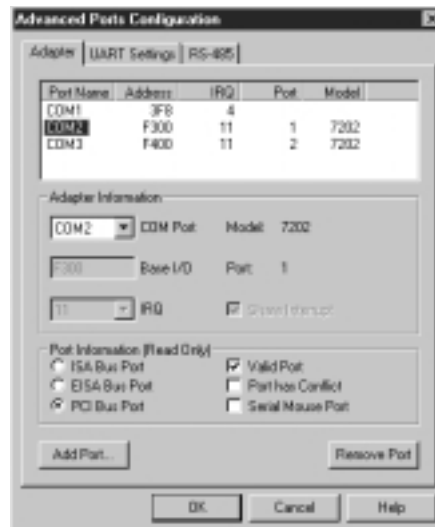 Advanced Ports Configuration
Adapter UART Settings RS-485
Port Name Address IRQ Port Model
COM1 3F8 4
COM2 F300 11 1 7202
COM3 F400 11 2 7202
Adapter Information
COM2 COM Port Model: 7202
F300 Base I/O Port: 1
11 IRQ Share Interrupt
Port Information (Read Only)
ISA Bus Port Valid Port
EISA Bus Port Port has Conflict
PCI Bus Port Serial Mouse Port
Add Port... Remove Port
OK Cancel Help